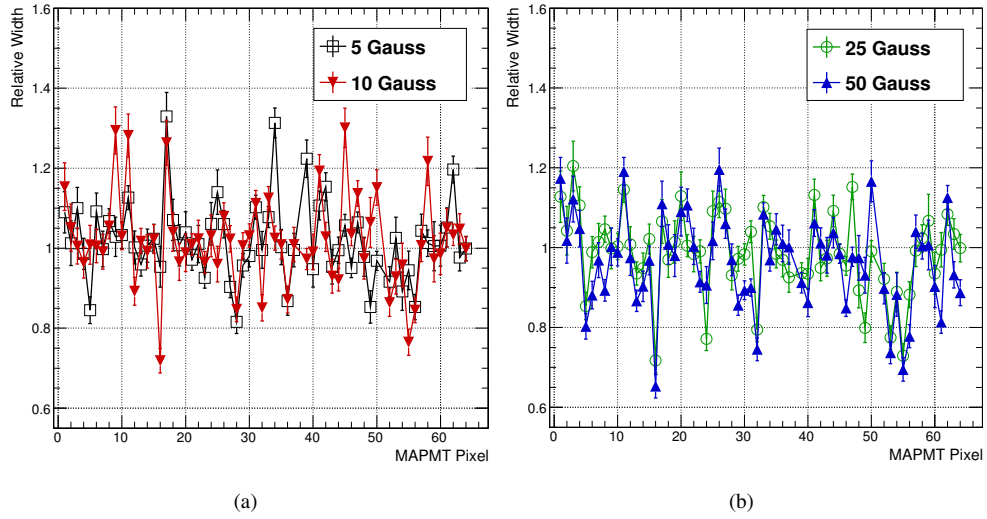 Relative Width
1.6
1.4
1.2
1
0.8
0.6
0 10 20 30 40 50 60
MAPMT Pixel
5 Gauss
10 Gauss
(a)
Relative Width
1.6
1.4
1.2
1
0.8
0.6
0 10 20 30 40 50 60
MAPMT Pixel
25 Gauss
50 Gauss
(b)